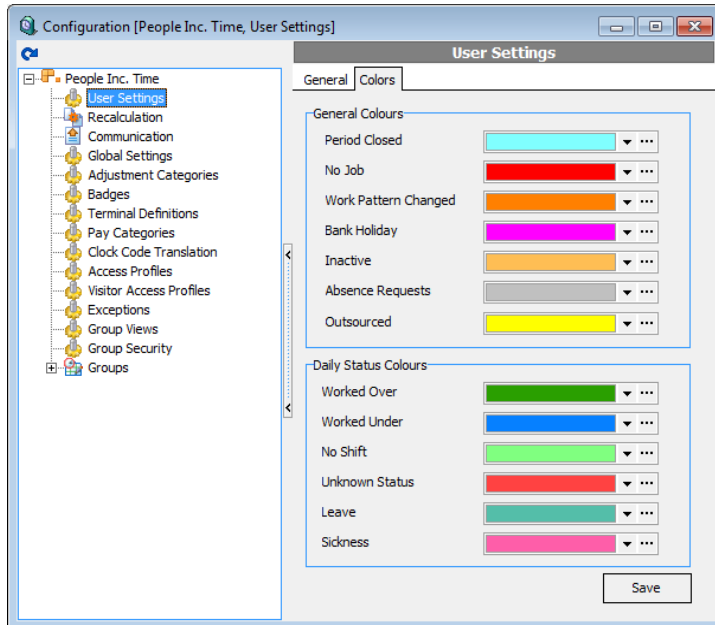 Configuration [People Inc. Time, User Settings]
User Settings
People Inc. Time
User Settings
Recalculation
Communication
Global Settings
Adjustment Categories
Badges
Terminal Definitions
Pay Categories
Clock Code Translation
Access Profiles
Visitor Access Profiles
Exceptions
Group Views
Group Security
Groups
General Colors
General Colours
Period Closed
No Job
Work Pattern Changed
Bank Holiday
Inactive
Absence Requests
Outsourced
Daily Status Colours
Worked Over
Worked Under
No Shift
Unknown Status
Leave
Sickness
Save